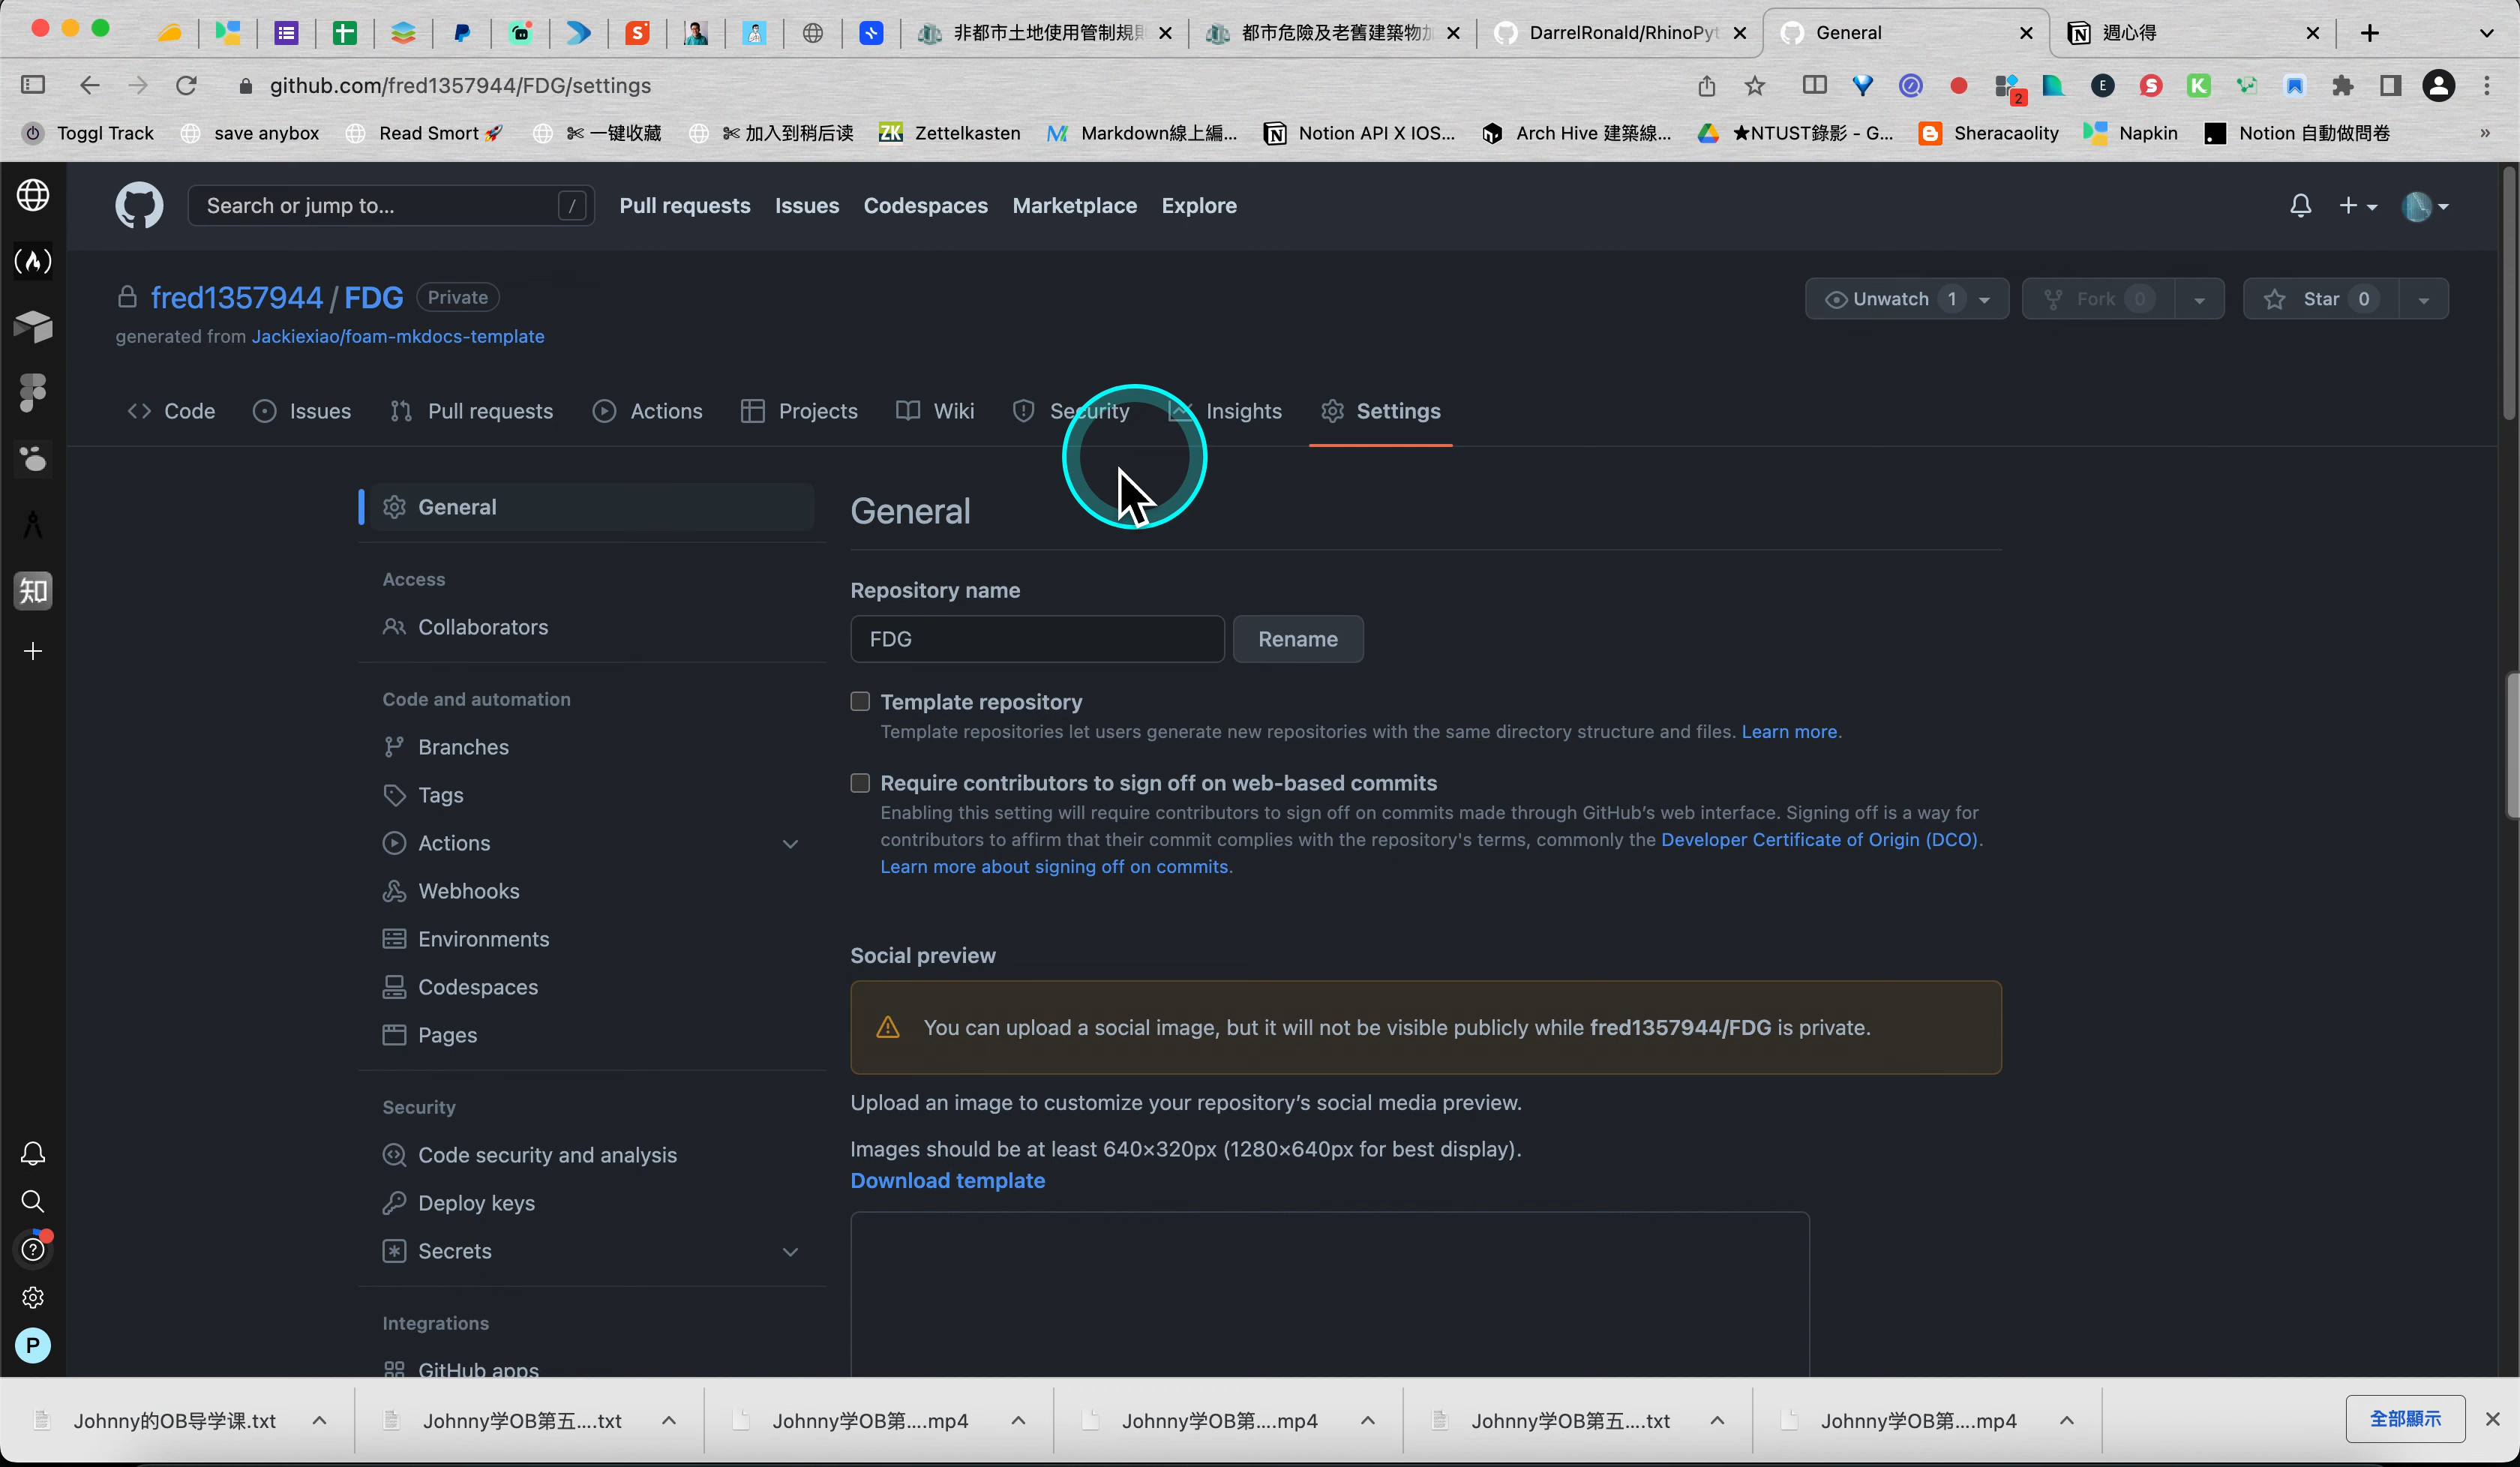 非都市土地使用管制規則
都市危險及老舊建築物加
DarrelRonald/RhinoPyt
General
週心得
github.com/fred1357944/FDG/settings
2
Toggl Track
save anybox
Read Smort 🚀
✂ 一键收藏
✂ 加入到稍后读
ZK Zettelkasten
Markdown線上編...
Notion API X IOS...
Arch Hive 建築線...
★NTUST錄影 - G...
Sheracaolity
Napkin
Notion 自動做問卷
»
Search or jump to...
/
Pull requests
Issues
Codespaces
Marketplace
Explore
fred1357944 / FDG
Private
Unwatch 1
Fork 0
Star 0
generated from Jackiexiao/foam-mkdocs-template
Code
Issues
Pull requests
Actions
Projects
Wiki
Security
Insights
Settings
General
Access
Collaborators
Code and automation
Branches
Tags
Actions
Webhooks
Environments
Codespaces
Pages
Security
Code security and analysis
Deploy keys
Secrets
Integrations
GitHub apps
General
Repository name
FDG
Rename
Template repository
Template repositories let users generate new repositories with the same directory structure and files. Learn more.
Require contributors to sign off on web-based commits
Enabling this setting will require contributors to sign off on commits made through GitHub's web interface. Signing off is a way for
contributors to affirm that their commit complies with the repository's terms, commonly the Developer Certificate of Origin (DCO).
Learn more about signing off on commits.
Social preview
You can upload a social image, but it will not be visible publicly while fred1357944/FDG is private.
Upload an image to customize your repository's social media preview.
Images should be at least 640×320px (1280×640px for best display).
Download template
知
P
Johnny的OB导学课.txt
Johnny学OB第五....txt
Johnny学OB第....mp4
Johnny学OB第....mp4
Johnny学OB第五....txt
Johnny学OB第....mp4
全部顯示